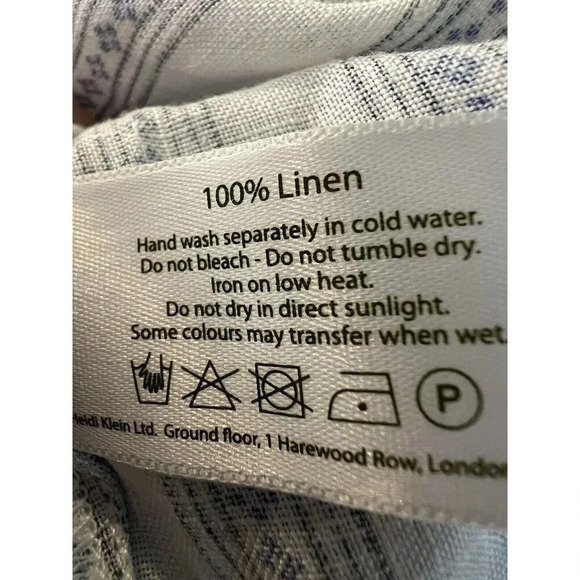 100% Linen
Hand wash separately in cold water.
Do not bleach - Do not tumble dry.
Iron on low heat.
Do not dry in direct sunlight.
Some colours may transfer when wet.
P
Heidi Klein Ltd. Ground floor, 1 Harewood Row, London